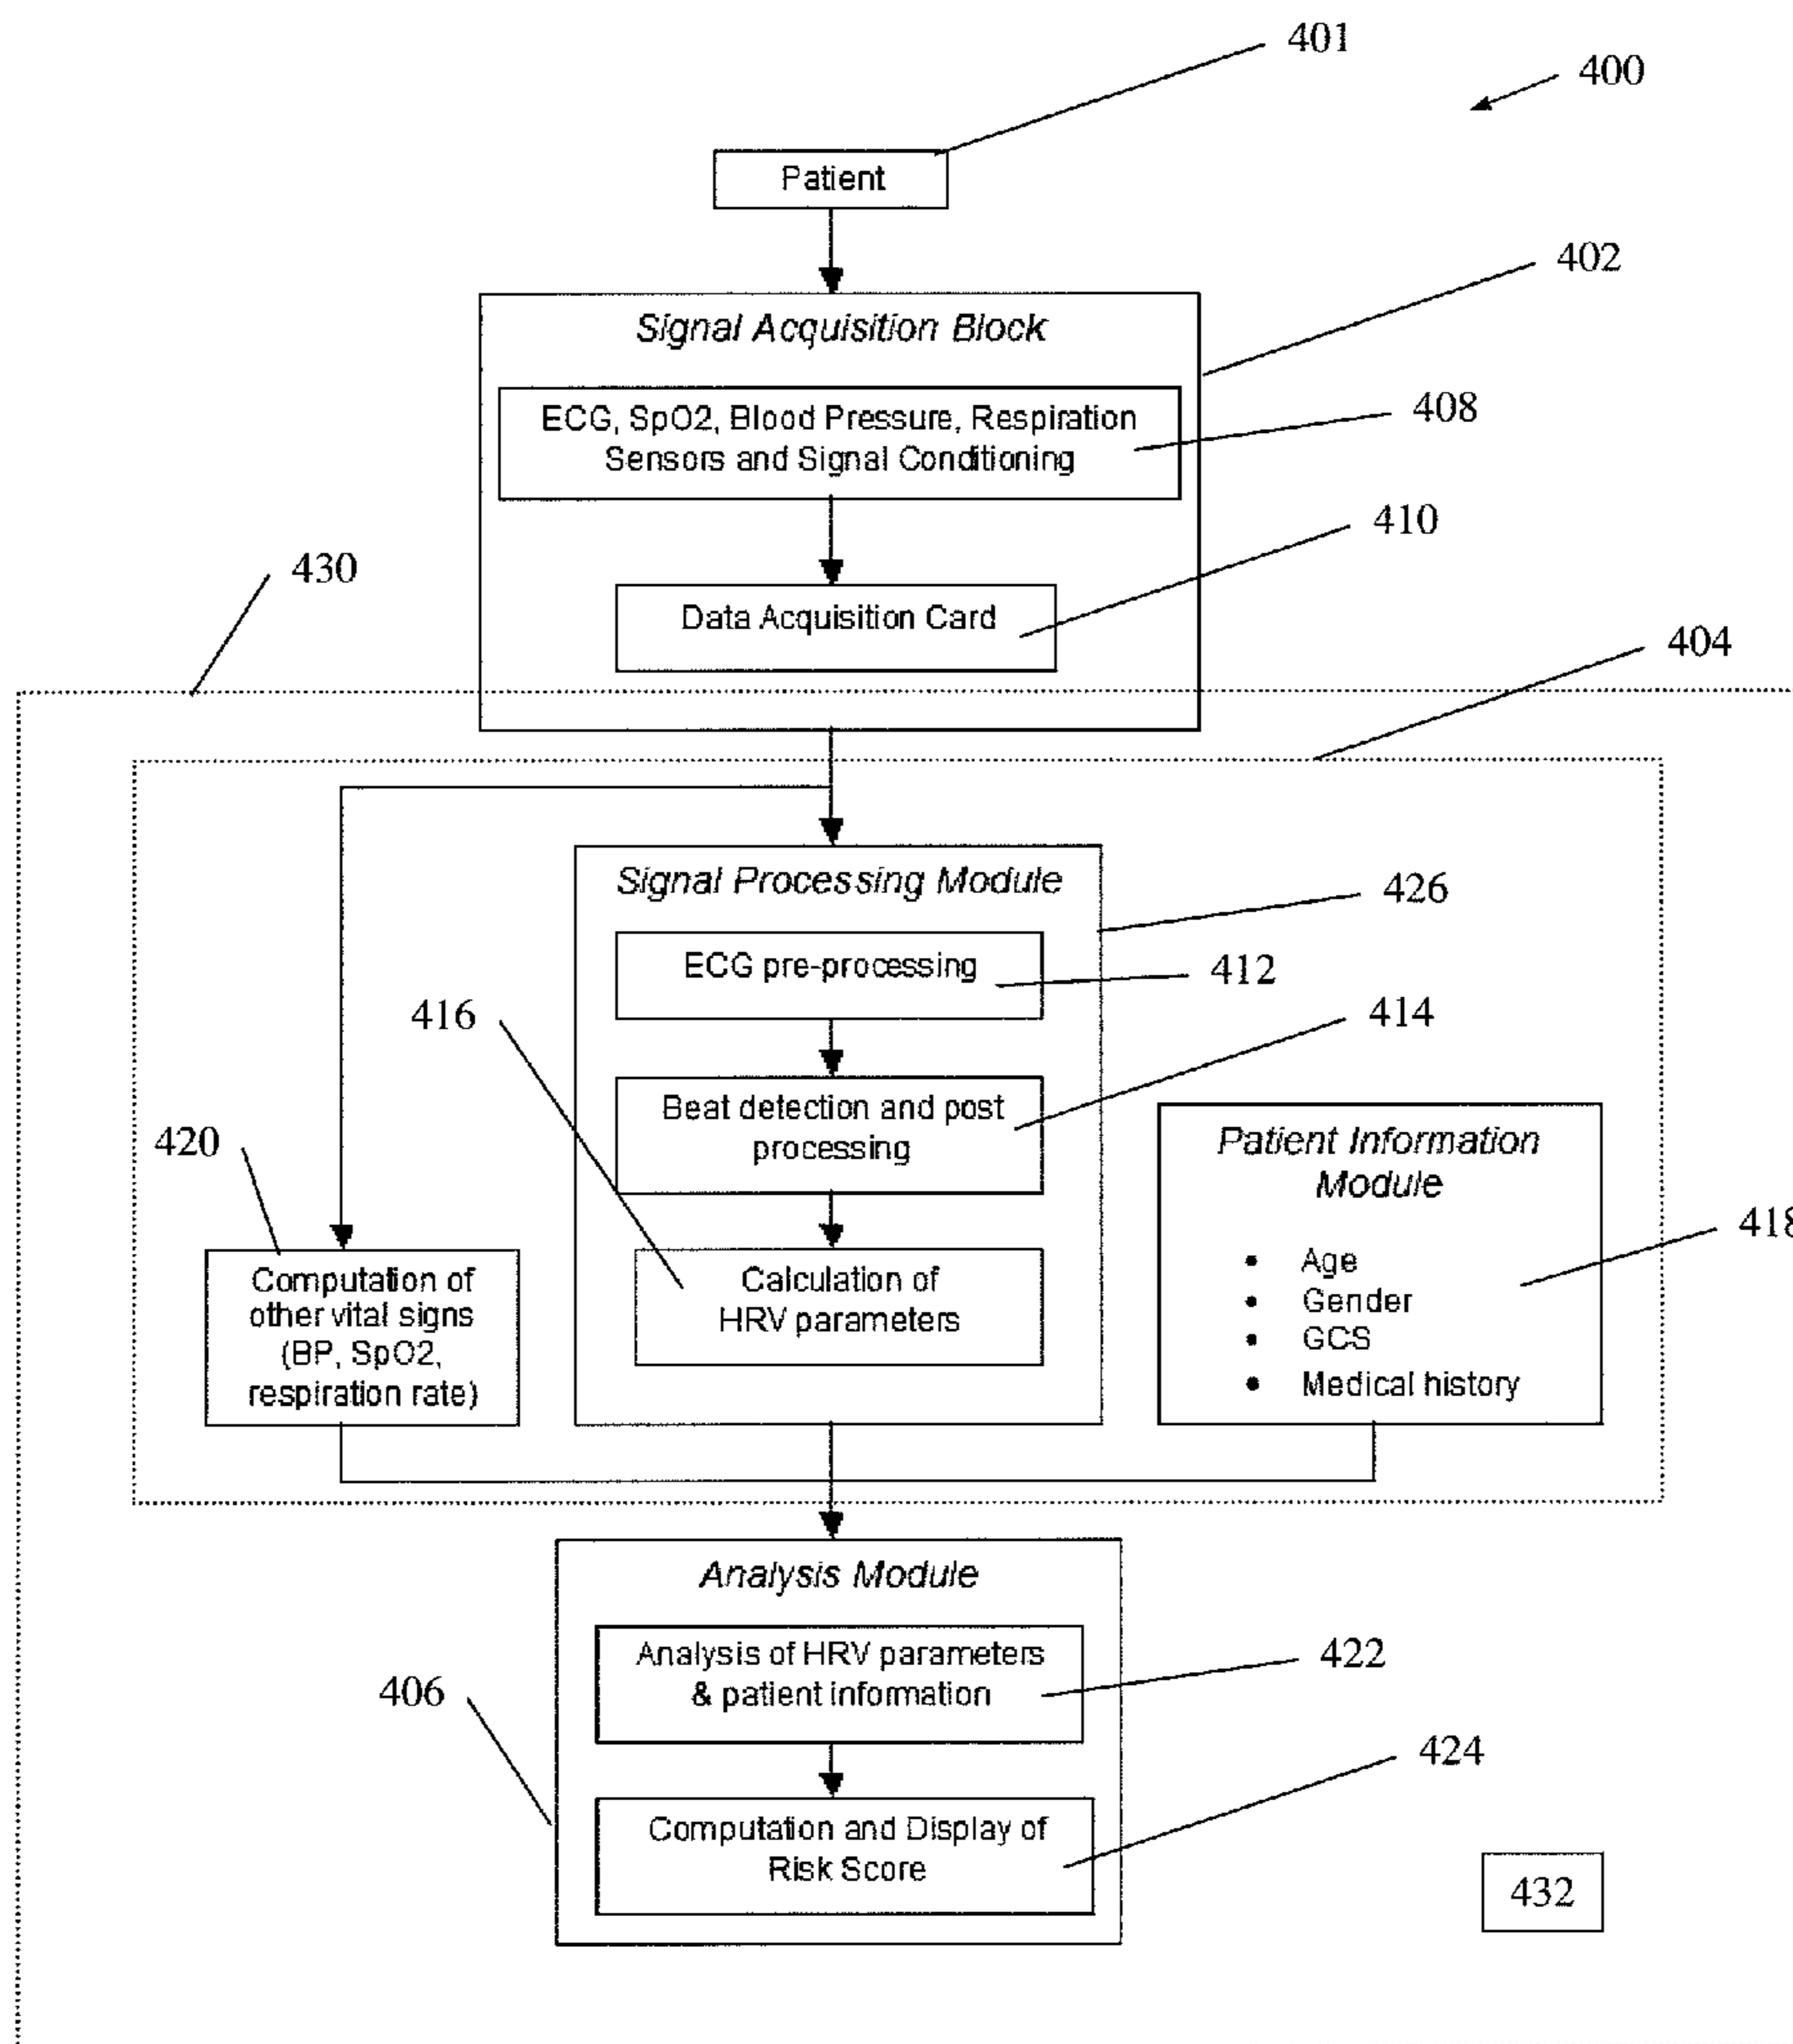 401
400
Patient
402
Signal Acquisition Block
ECG, SpO2, Blood Pressure, Respiration
Sensors and Signal Conditioning
408
410
430
Data Acquisition Card
404
Signal Processing Module
426
ECG pre-processing
412
416
414
Beat detection and post
processing
420
Patient Information
Module
418
Computation of
other vital signs
(BP, SpO2,
respiration rate)
Calculation of
HRV parameters
• Age
• Gender
• GCS
• Medical history
Analysis Module
Analysis of HRV parameters
& patient information
422
406
424
Computation and Display of
Risk Score
432